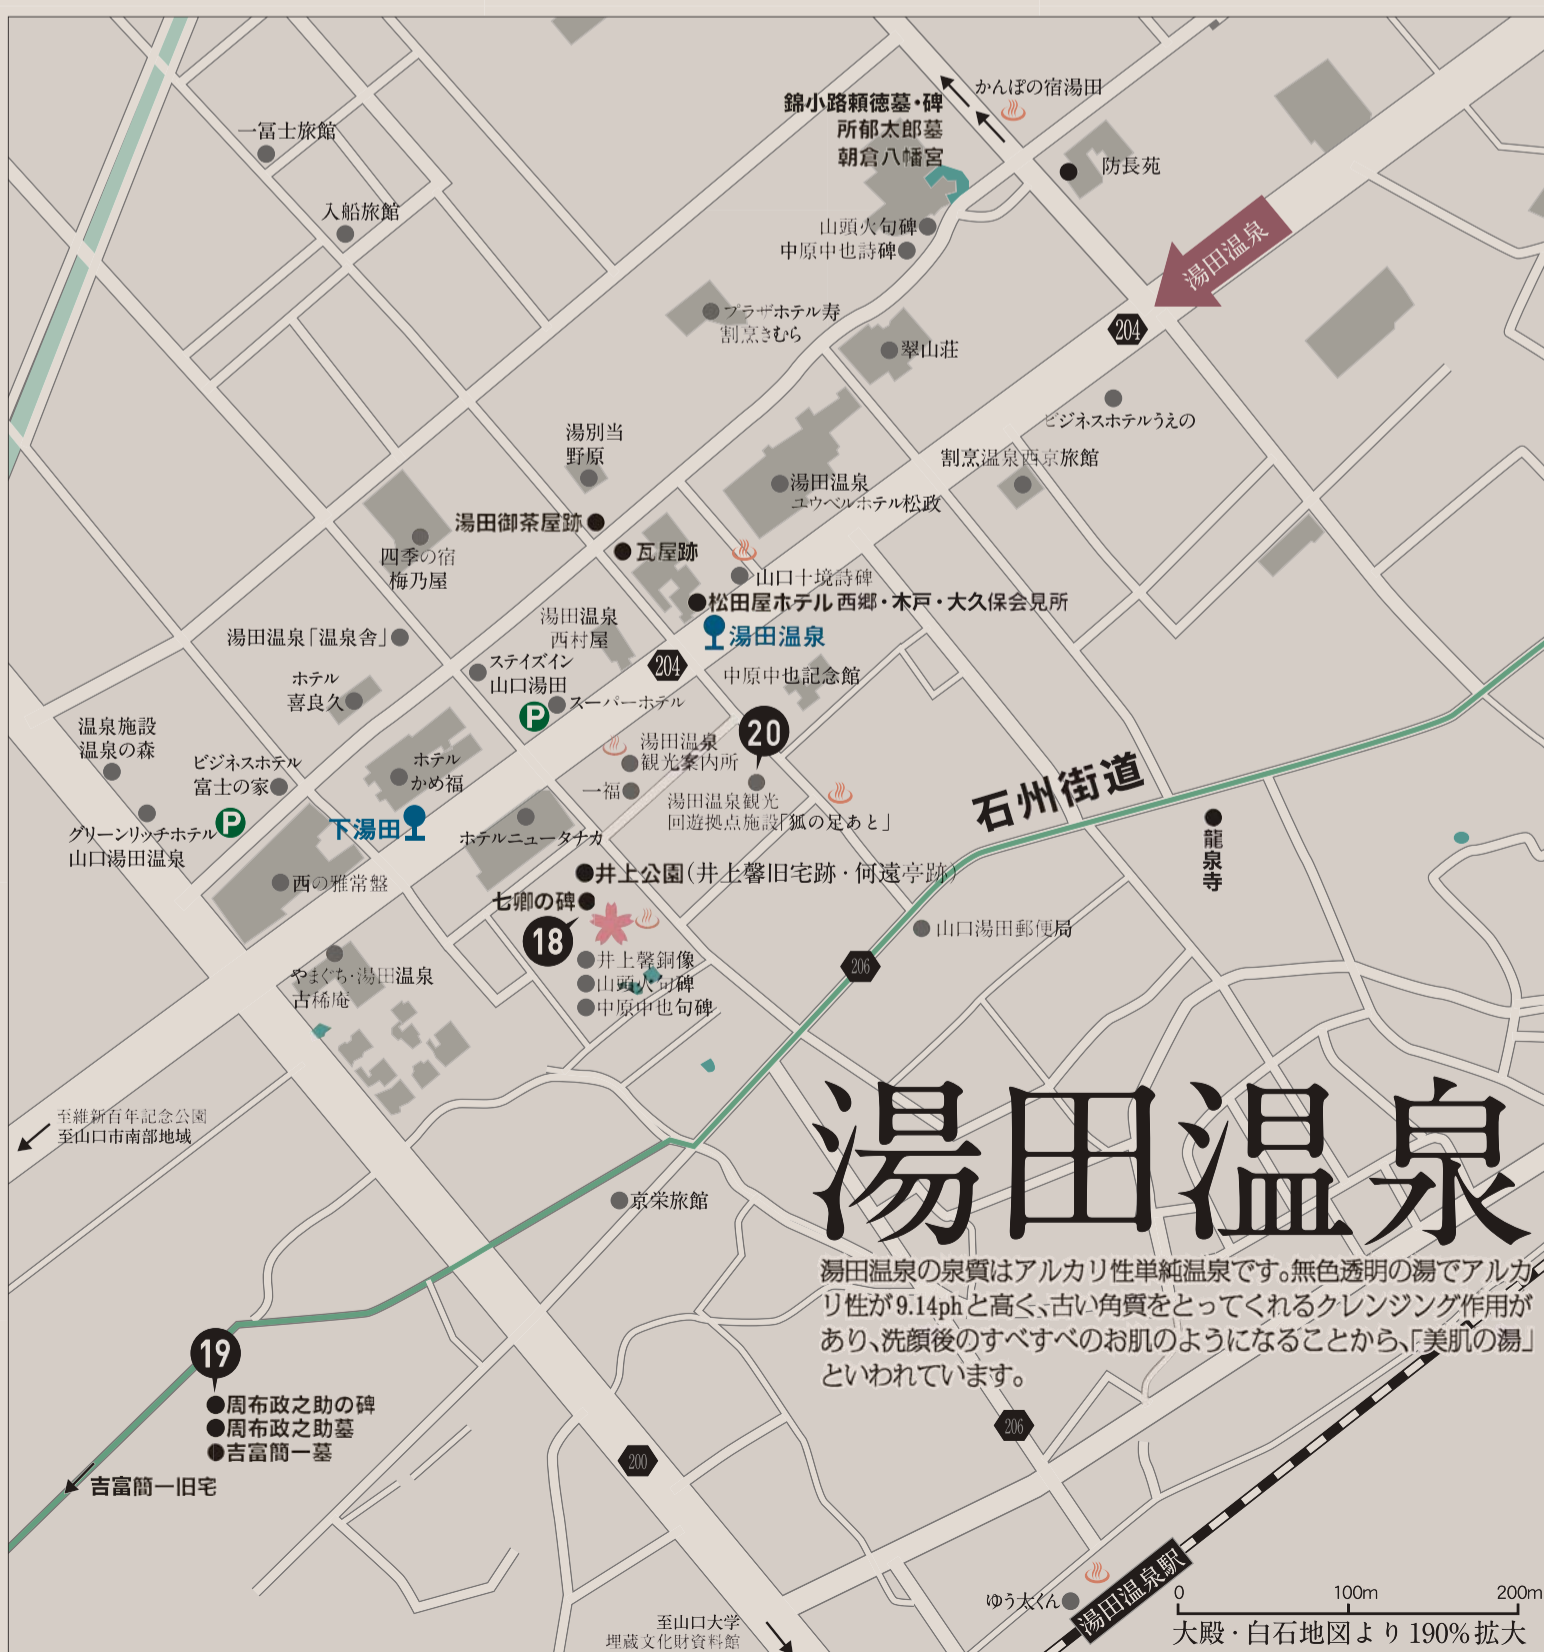 かんぽの宿湯田
錦小路頼徳墓・碑
所郁太郎墓
朝倉八幡宮
一冨士旅館
防長苑
入船旅館
山頭火句碑
中原中也詩碑
湯田温泉
プラザホテル寿
割烹きむら
204
翠山荘
ビジネスホテルうえの
湯別当
野原
割烹温泉西京旅館
湯田温泉
ユウベルホテル松政
湯田御茶屋跡
瓦屋跡
四季の宿
梅乃屋
山口十境詩碑
松田屋ホテル 西郷・木戸・大久保会見所
湯田温泉
湯田温泉
西村屋
湯田温泉「温泉舎」
204
ステイズイン
山口湯田
中原中也記念館
ホテル
喜良久
スーパーホテル
P
温泉施設
温泉の森
20
湯田温泉
観光案内所
ビジネスホテル
富士の家
ホテル
かめ福
一福
湯田温泉観光
回遊拠点施設「狐の足あと」
石州街道
P
グリーンリッチホテル
山口湯田温泉
下湯田
ホテルニュータナカ
龍泉寺
井上公園(井上馨旧宅跡・何遠亭跡)
西の雅常盤
七卿の碑
18
山口湯田郵便局
井上馨銅像
山頭火句碑
中原中也句碑
206
やまぐち・湯田温泉
古稀庵
至維新百年記念公園
至山口市南部地域
湯田温泉
京栄旅館
湯田温泉の泉質はアルカリ性単純温泉です。無色透明の湯でアルカ
リ性が9.14phと高く、古い角質をとってくれるクレンジング作用が
あり、洗顔後のすべすべのお肌のようになることから、「美肌の湯」
といわれています。
19
周布政之助の碑
周布政之助墓
吉富簡一墓
吉富簡一旧宅
206
200
湯田温泉駅
ゆう太くん
0 100m 200m
大殿・白石地図より190%拡大
至山口大学
埋蔵文化財資料館